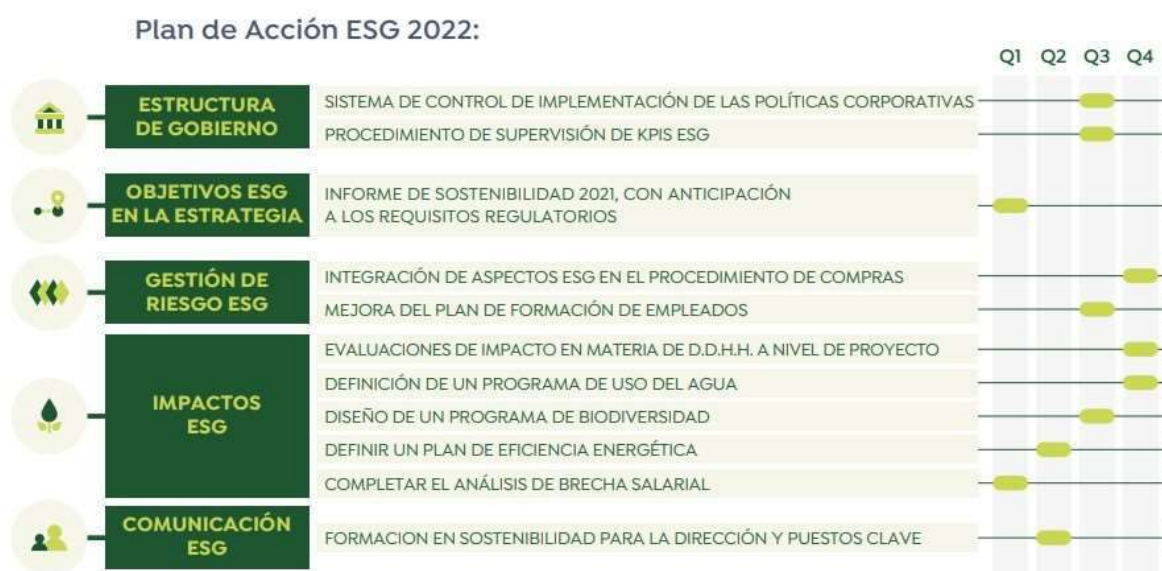 Plan de Acción ESG 2022:
Q1 Q2 Q3 Q4
ESTRUCTURA
DE GOBIERNO
SISTEMA DE CONTROL DE IMPLEMENTACIÓN DE LAS POLÍTICAS CORPORATIVAS
PROCEDIMIENTO DE SUPERVISIÓN DE KPIS ESG
OBJETIVOS ESG
EN LA ESTRATEGIA
INFORME DE SOSTENIBILIDAD 2021, CON ANTICIPACIÓN
A LOS REQUISITOS REGULATORIOS
GESTIÓN DE
RIESGO ESG
INTEGRACIÓN DE ASPECTOS ESG EN EL PROCEDIMIENTO DE COMPRAS
MEJORA DEL PLAN DE FORMACIÓN DE EMPLEADOS
IMPACTOS
ESG
EVALUACIONES DE IMPACTO EN MATERIA DE D.D.H.H. A NIVEL DE PROYECTO
DEFINICIÓN DE UN PROGRAMA DE USO DEL AGUA
DISEÑO DE UN PROGRAMA DE BIODIVERSIDAD
DEFINIR UN PLAN DE EFICIENCIA ENERGÉTICA
COMPLETAR EL ANÁLISIS DE BRECHA SALARIAL
COMUNICACIÓN
ESG
FORMACION EN SOSTENIBILIDAD PARA LA DIRECCIÓN Y PUESTOS CLAVE